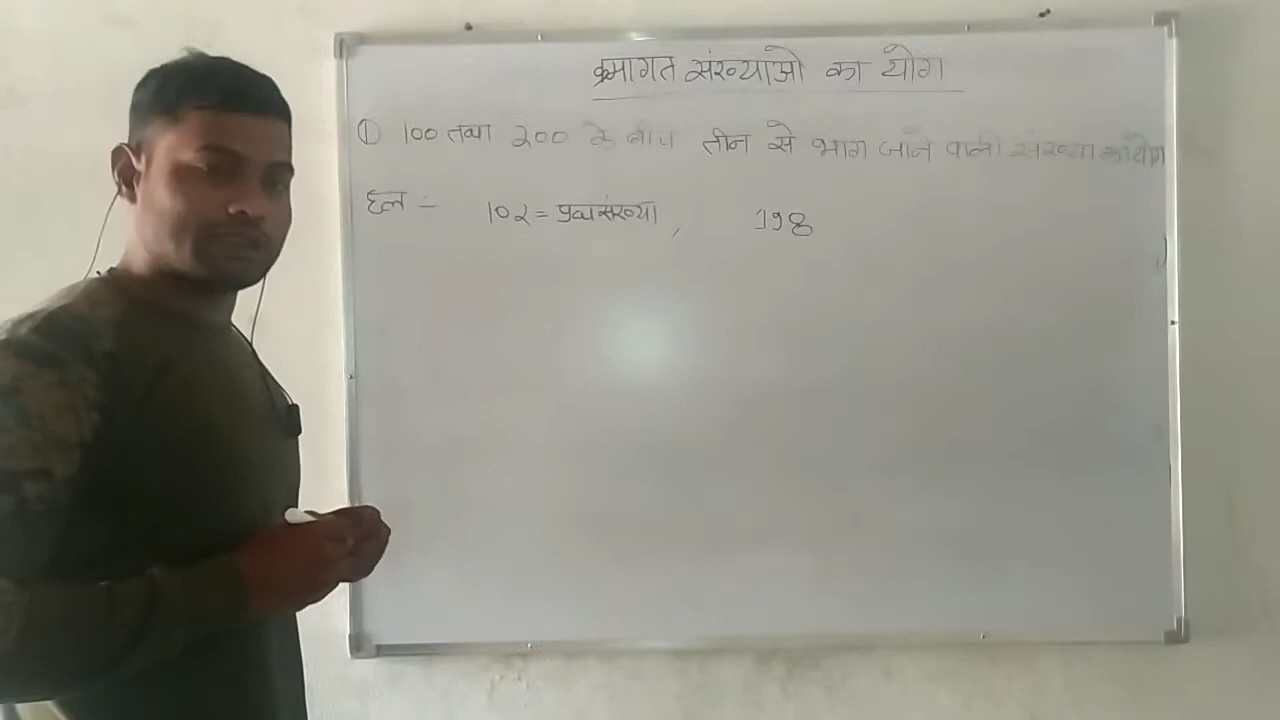 क्रमागत संख्याओ का योग
① 100 तथा 200 के बीच तीन से भाग जाने वाली संख्या का योग
हल - 102 = प्रथम संख्या, 198